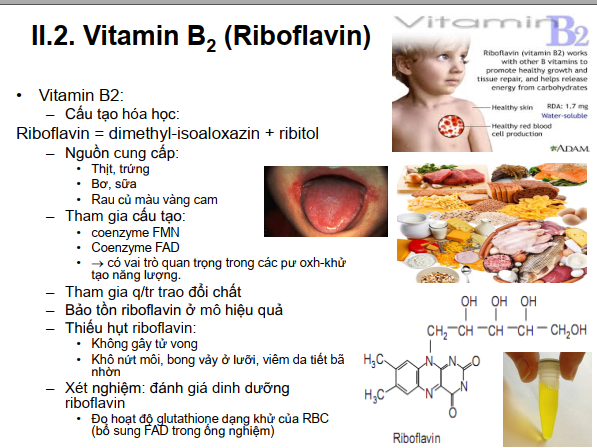 II.2. Vitamin B2 (Riboflavin)
• Vitamin B2:
– Cấu tạo hóa học:
Riboflavin = dimethyl-isoaloxazin + ribitol
– Nguồn cung cấp:
• Thịt, trứng
• Bơ, sữa
• Rau củ màu vàng cam
– Tham gia cấu tạo:
• coenzyme FMN
• Coenzyme FAD
• → có vai trò quan trọng trong các pư oxh-khử
tạo năng lượng.
– Tham gia q/tr trao đổi chất
– Bảo tồn riboflavin ở mô hiệu quả
– Thiếu hụt riboflavin:
• Không gây tử vong
• Khô nứt môi, bong vảy ở lưỡi, viêm da tiết bã
nhờn
– Xét nghiệm: đánh giá dinh dưỡng
riboflavin
• Đo hoạt độ glutathione dạng khử của RBC
(bổ sung FAD trong ống nghiệm)
Vitamin B2
Riboflavin (vitamin B2) works
with other B vitamins to
promote healthy growth and
tissue repair, and helps release
energy from carbohydrates
Healthy skin
RDA: 1.7 mg
Water-soluble
Healthy red blood
cell production
ADAM.
OH OH OH
CH2–CH–CH–CH–CH2OH
H3C
N N O
N
H3C
N
O
Riboflavin